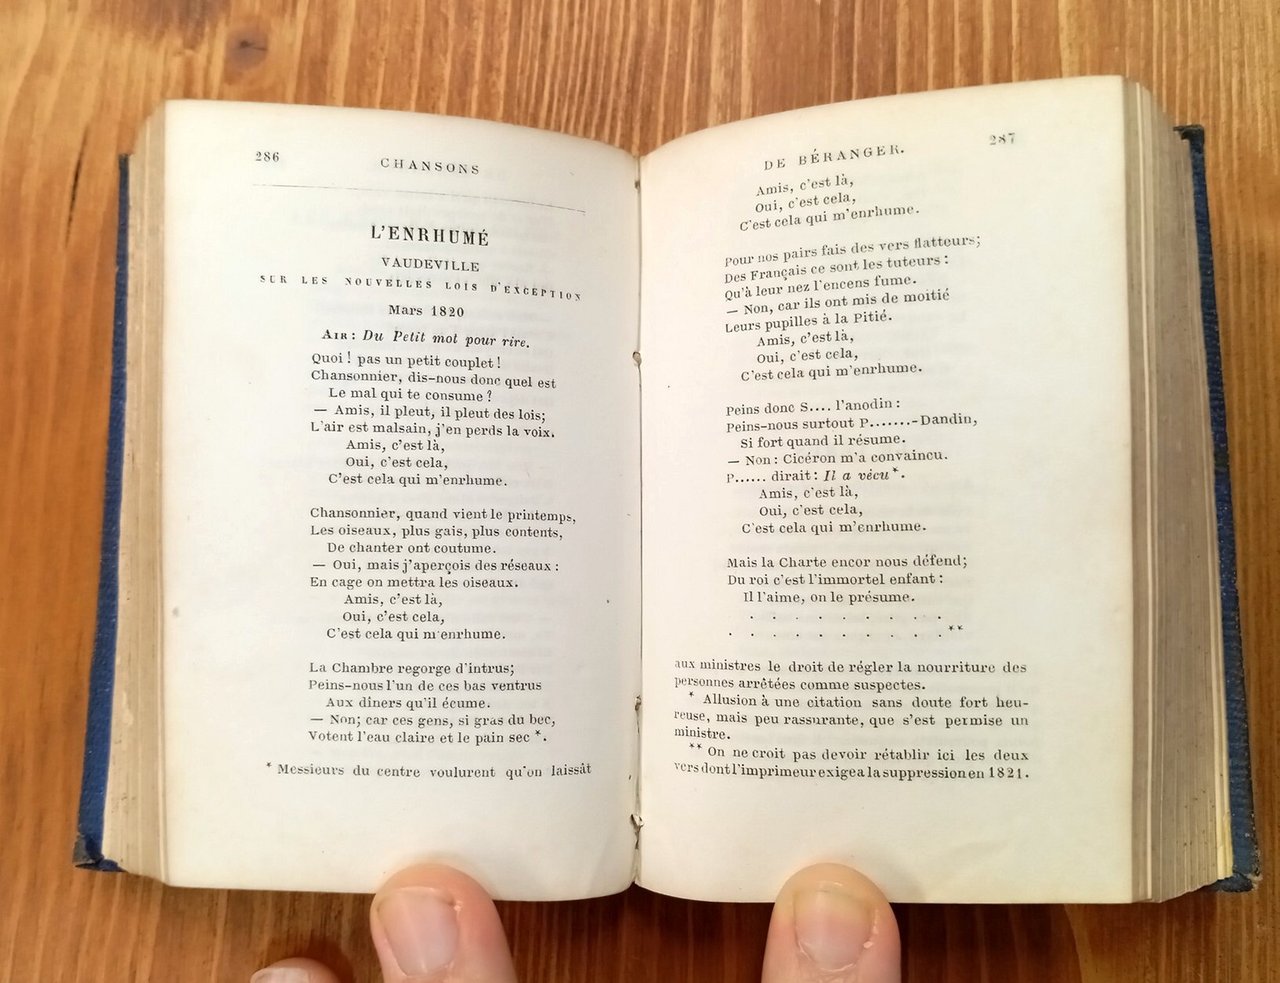 286
CHANSONS
L'ENRHUMÉ
VAUDEVILLE
SUR LES NOUVELLES LOIS D'EXCEPTION
Mars 1820
AIR : Du Petit mot pour rire.
Quoi ! pas un petit couplet !
Chansonnier, dis-nous donc quel est
Le mal qui te consume ?
— Amis, il pleut, il pleut des lois;
L'air est malsain, j'en perds la voix.
Amis, c'est là,
Oui, c'est cela,
C'est cela qui m'enrhume.
Chansonnier, quand vient le printemps,
Les oiseaux, plus gais, plus contents,
De chanter ont coutume.
— Oui, mais j'aperçois des réseaux :
En cage on mettra les oiseaux.
Amis, c'est là,
Oui, c'est cela,
C'est cela qui m'enrhume.
La Chambre regorge d'intrus;
Peins-nous l'un de ces bas ventrus
Aux dîners qu'il écume.
— Non; car ces gens, si gras du bec,
Votent l'eau claire et le pain sec *.
* Messieurs du centre voulurent qu'on laissât
DE BÉRANGER.
287
Amis, c'est là,
Oui, c'est cela,
C'est cela qui m'enrhume.
Pour nos pairs fais des vers flatteurs;
Des Français ce sont les tuteurs :
Qu'à leur nez l'encens fume.
— Non, car ils ont mis de moitié
Leurs pupilles à la Pitié.
Amis, c'est là,
Oui, c'est cela,
C'est cela qui m'enrhume.
Peins donc S.... l'anodin :
Peins-nous surtout P.......-Dandin,
Si fort quand il résume.
— Non : Cicéron m'a convaincu.
P...... dirait : Il a vécu *.
Amis, c'est là,
Oui, c'est cela,
C'est cela qui m'enrhume.
Mais la Charte encor nous défend;
Du roi c'est l'immortel enfant :
Il l'aime, on le présume.
. . . . . . . . .
. . . . . . . . . . **
aux ministres le droit de régler la nourriture des
personnes arrêtées comme suspectes.
* Allusion à une citation sans doute fort heu-
reuse, mais peu rassurante, que s'est permise un
ministre.
** On ne croit pas devoir rétablir ici les deux
vers dont l'imprimeur exigea la suppression en 1821.